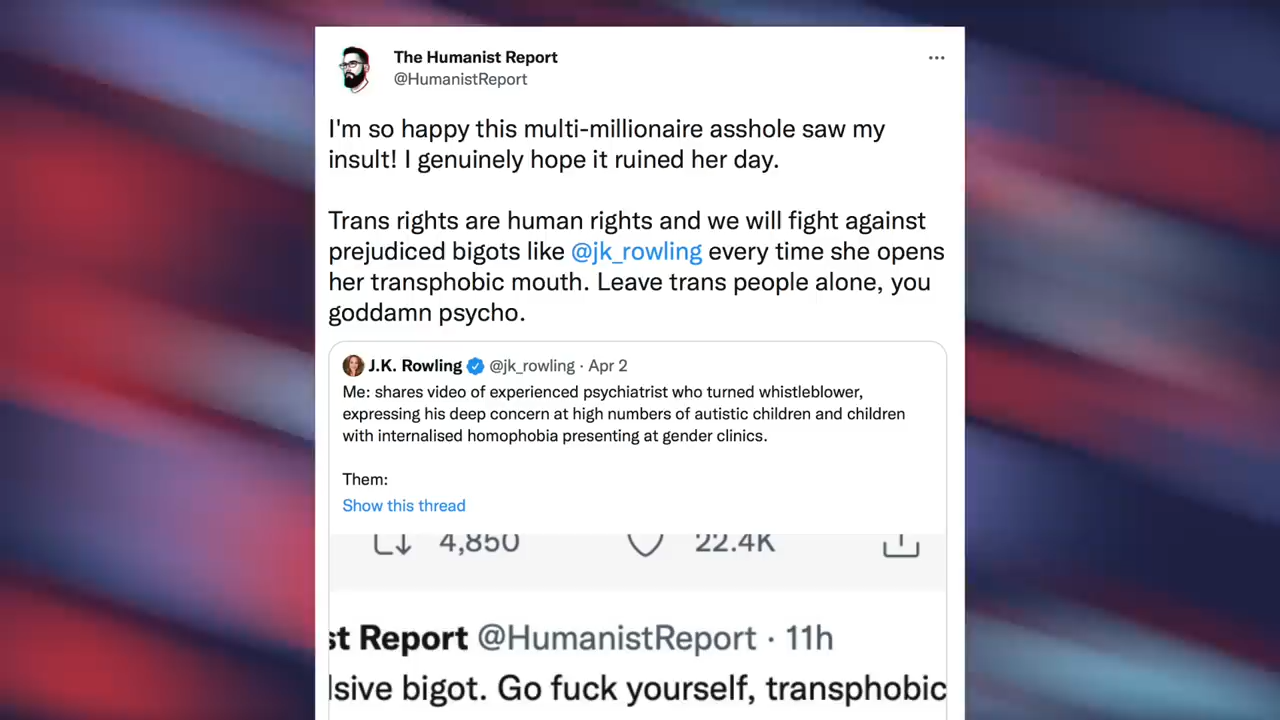 The Humanist Report
@HumanistReport
I'm so happy this multi-millionaire asshole saw my
insult! I genuinely hope it ruined her day.
Trans rights are human rights and we will fight against
prejudiced bigots like @jk_rowling every time she opens
her transphobic mouth. Leave trans people alone, you
goddamn psycho.
J.K. Rowling @jk_rowling · Apr 2
Me: shares video of experienced psychiatrist who turned whistleblower,
expressing his deep concern at high numbers of autistic children and children
with internalised homophobia presenting at gender clinics.
Them:
Show this thread
4,850 22.4K
st Report @HumanistReport · 11h
lsive bigot. Go fuck yourself, transphobic